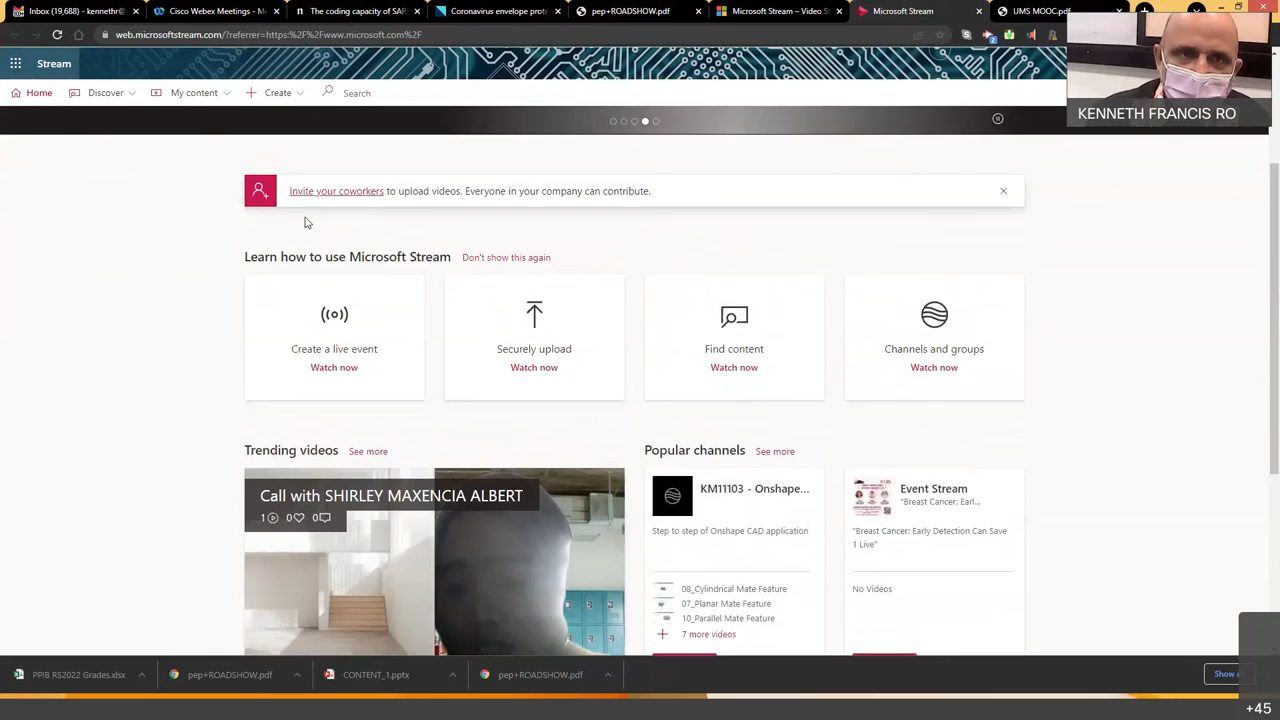 Inbox (19,688) - kennethr@
Cisco Webex Meetings - M
The coding capacity of SAR
Coronavirus envelope prote
pep+ROADSHOW.pdf
Microsoft Stream – Video S
Microsoft Stream
UMS MOOC.pdf
web.microsoftstream.com/?referrer=https:%2F%2Fwww.microsoft.com%2F
Stream
Home
Discover
My content
Create
Search
KENNETH FRANCIS RO
Invite your coworkers to upload videos. Everyone in your company can contribute.
Learn how to use Microsoft Stream Don't show this again
Create a live event
Watch now
Securely upload
Watch now
Find content
Watch now
Channels and groups
Watch now
Trending videos See more
Call with SHIRLEY MAXENCIA ALBERT
1 0 0
Popular channels See more
KM11103 - Onshape...
Step to step of Onshape CAD application
08_Cylindrical Mate Feature
07_Planar Mate Feature
10_Parallel Mate Feature
7 more videos
Event Stream
"Breast Cancer: Earl...
"Breast Cancer: Early Detection Can Save
1 Live"
No Videos
PPIB RS2022 Grades.xlsx
pep+ROADSHOW.pdf
CONTENT_1.pptx
pep+ROADSHOW.pdf
Show
+45